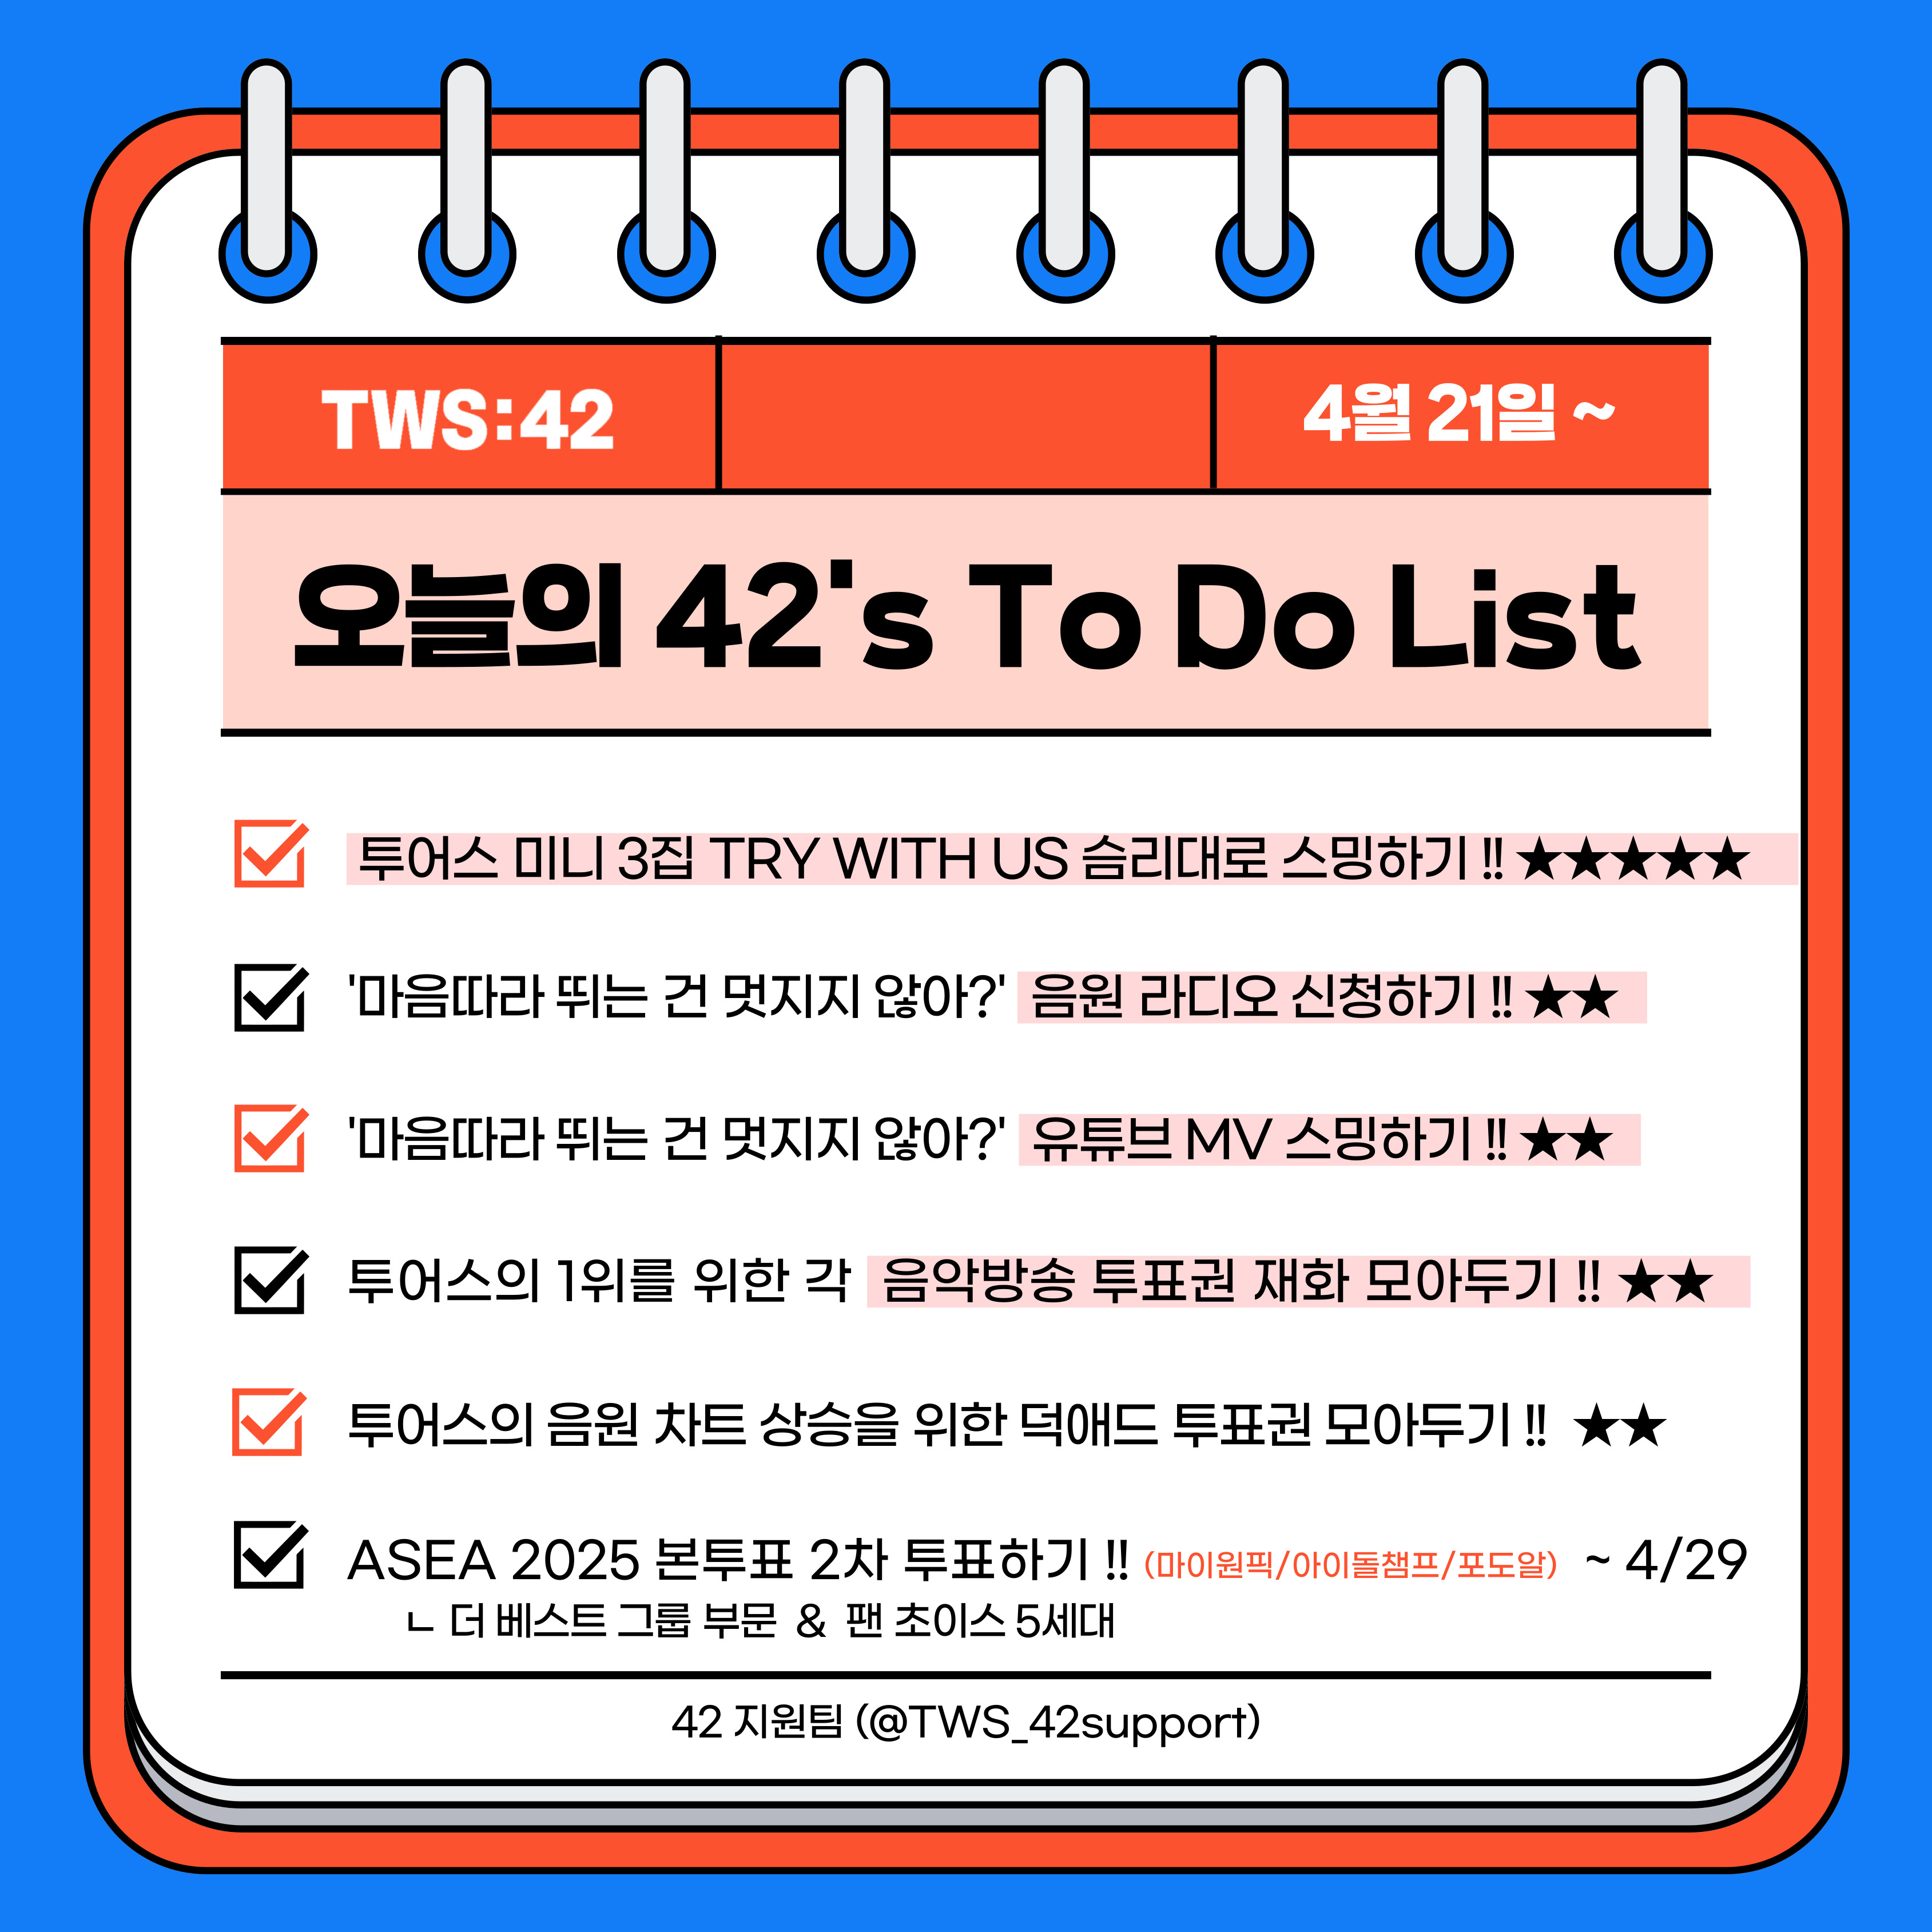 TWS:42
4월 21일 ~
오늘의 42's To Do List
투어스 미니 3집 TRY WITH US 숨리대로 스밍하기 !! ★★★★★
'마음따라 뛰는 건 멋지지 않아?' 음원 라디오 신청하기 !! ★★
'마음따라 뛰는 건 멋지지 않아?' 유튜브 MV 스밍하기 !! ★★
투어스의 1위를 위한 각 음악방송 투표권 재화 모아두기 !! ★★
투어스의 음원 차트 상승을 위한 덕애드 투표권 모아두기 !! ★★
ASEA 2025 본투표 2차 투표하기 !! (마이원픽/아이돌챔프/포도알) ~ 4/29
ㄴ 더 베스트 그룹 부문 & 팬 초이스 5세대
42 지원팀 (@TWS_42support)